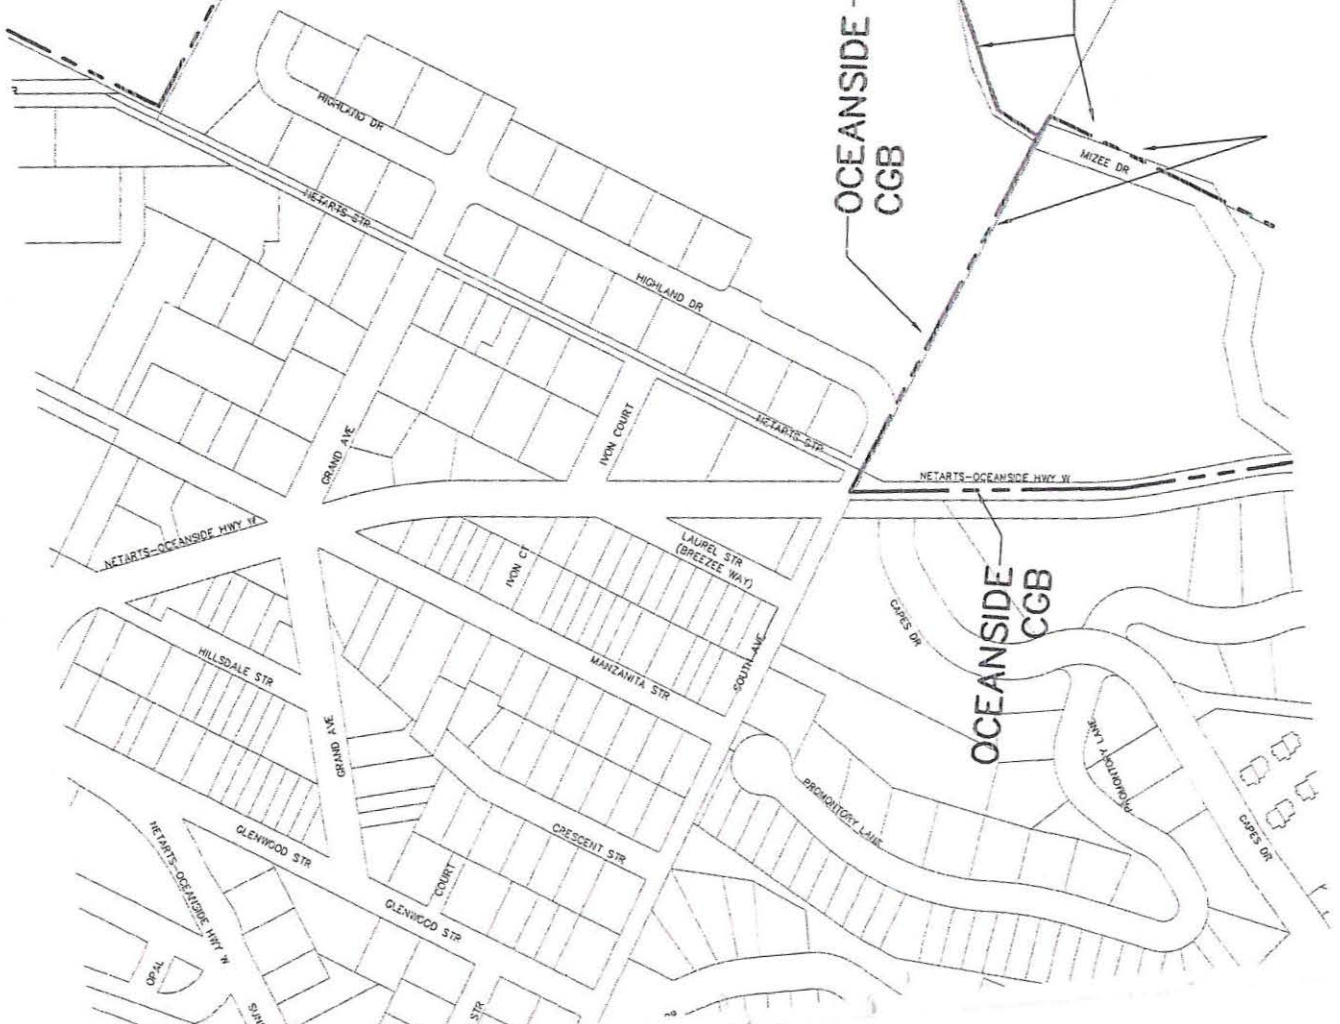 OCEANSIDE
CGB
HIGHLAND DR
MIZEE DR
NETARTS STR
HIGHLAND DR
NETARTS STR
IVON COURT
GRAND AVE
NETARTS-OCEANSIDE HWY W
NETARTS-OCEANSIDE HWY W
LAUREL STR
(BREEZEE WAY)
IVON CT
OCEANSIDE
CGB
CAPES DR
SOUTH AVE
MANZANITA STR
HILLSDALE STR
GRAND AVE
PROMONTORY LANE
PROMONTORY LANE
CAPES DR
CRESCENT STR
GLENWOOD STR
NETARTS-OCEANSIDE HWY W
COURT
GLENWOOD STR
OPAL
STR